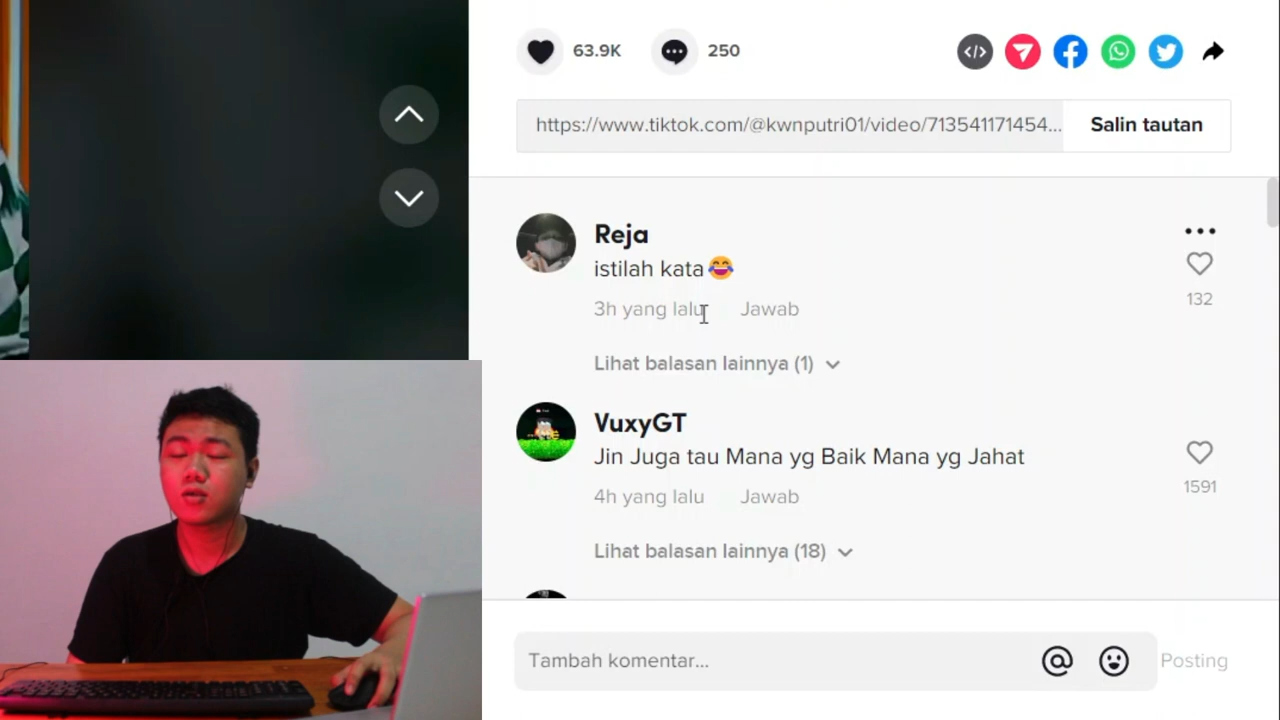 63.9K 250
https://www.tiktok.com/@kwnputri01/video/713541171454... Salin tautan
Reja
istilah kata😂
132
3h yang lalu Jawab
Lihat balasan lainnya (1)
VuxyGT
Jin Juga tau Mana yg Baik Mana yg Jahat
1591
4h yang lalu Jawab
Lihat balasan lainnya (18)
Tambah komentar... Posting